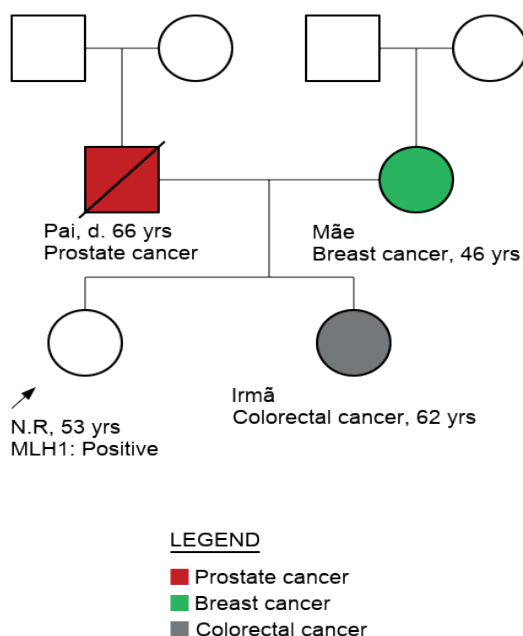 Pai, d. 66 yrs
Prostate cancer
Mãe
Breast cancer, 46 yrs
N.R, 53 yrs
MLH1: Positive
Irmã
Colorectal cancer, 62 yrs
LEGEND
Prostate cancer
Breast cancer
Colorectal cancer